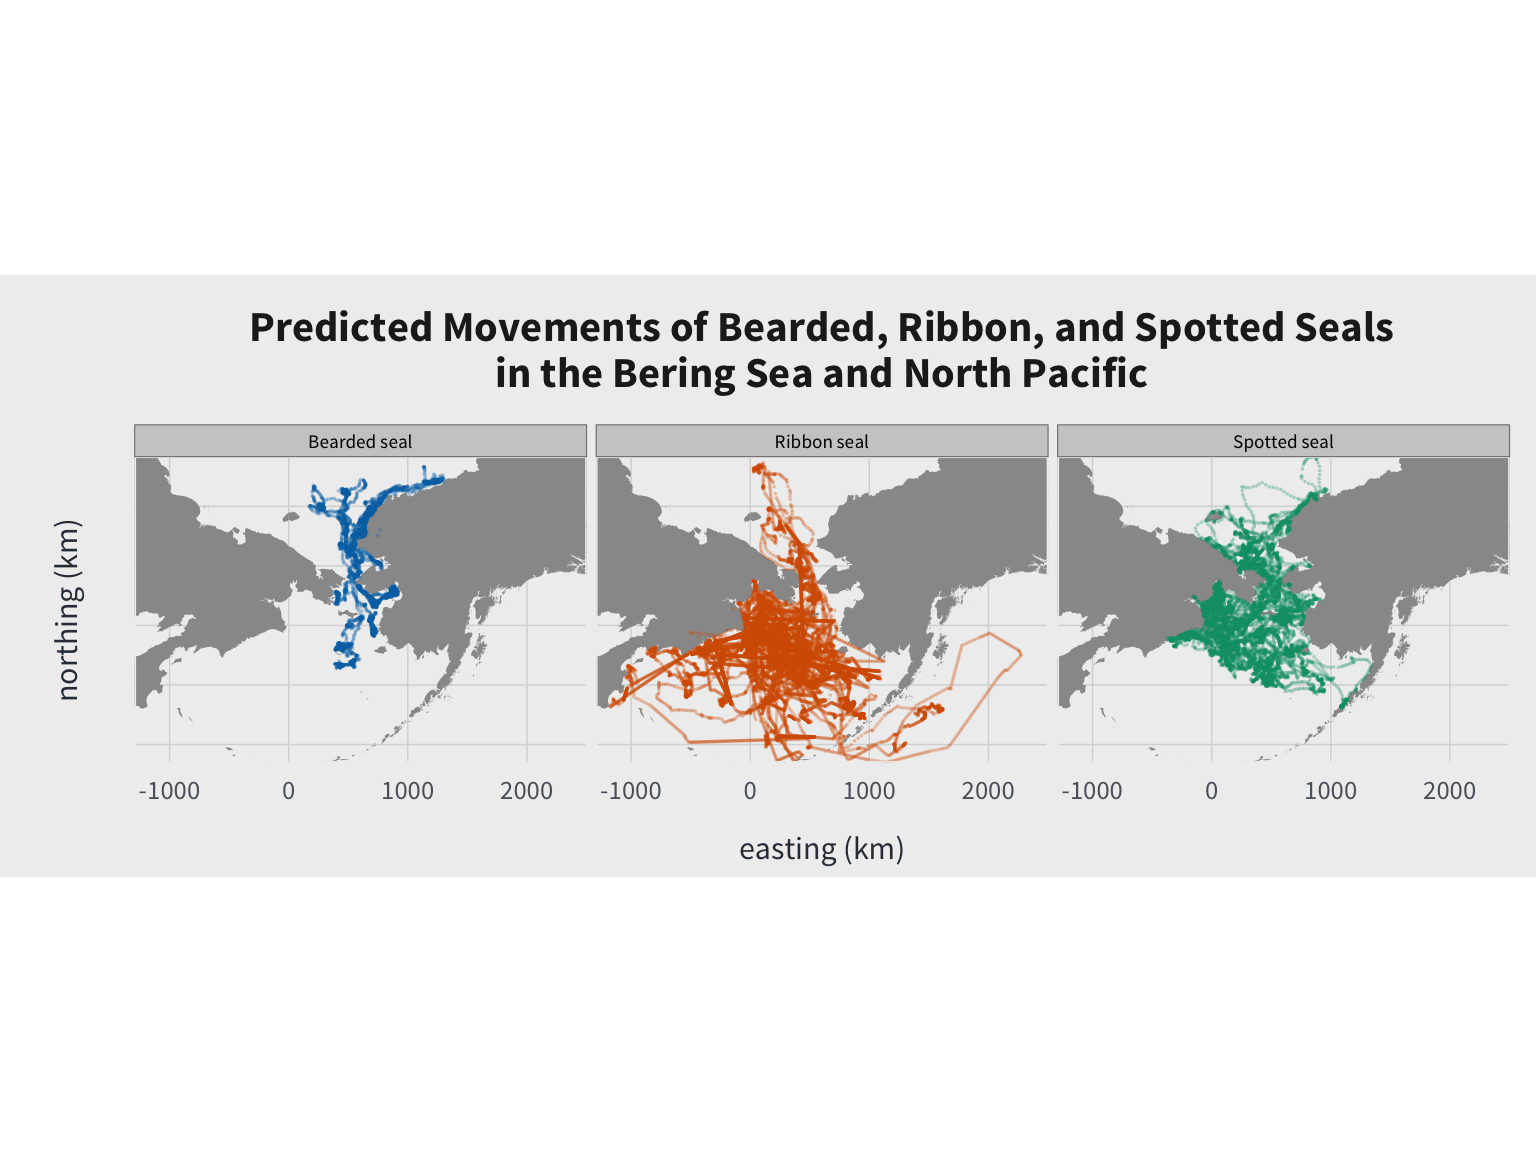 Predicted Movements of Bearded, Ribbon, and Spotted Seals
in the Bering Sea and North Pacific
Bearded seal
Ribbon seal
Spotted seal
northing (km)
-1000 0 1000 2000
-1000 0 1000 2000
-1000 0 1000 2000
easting (km)